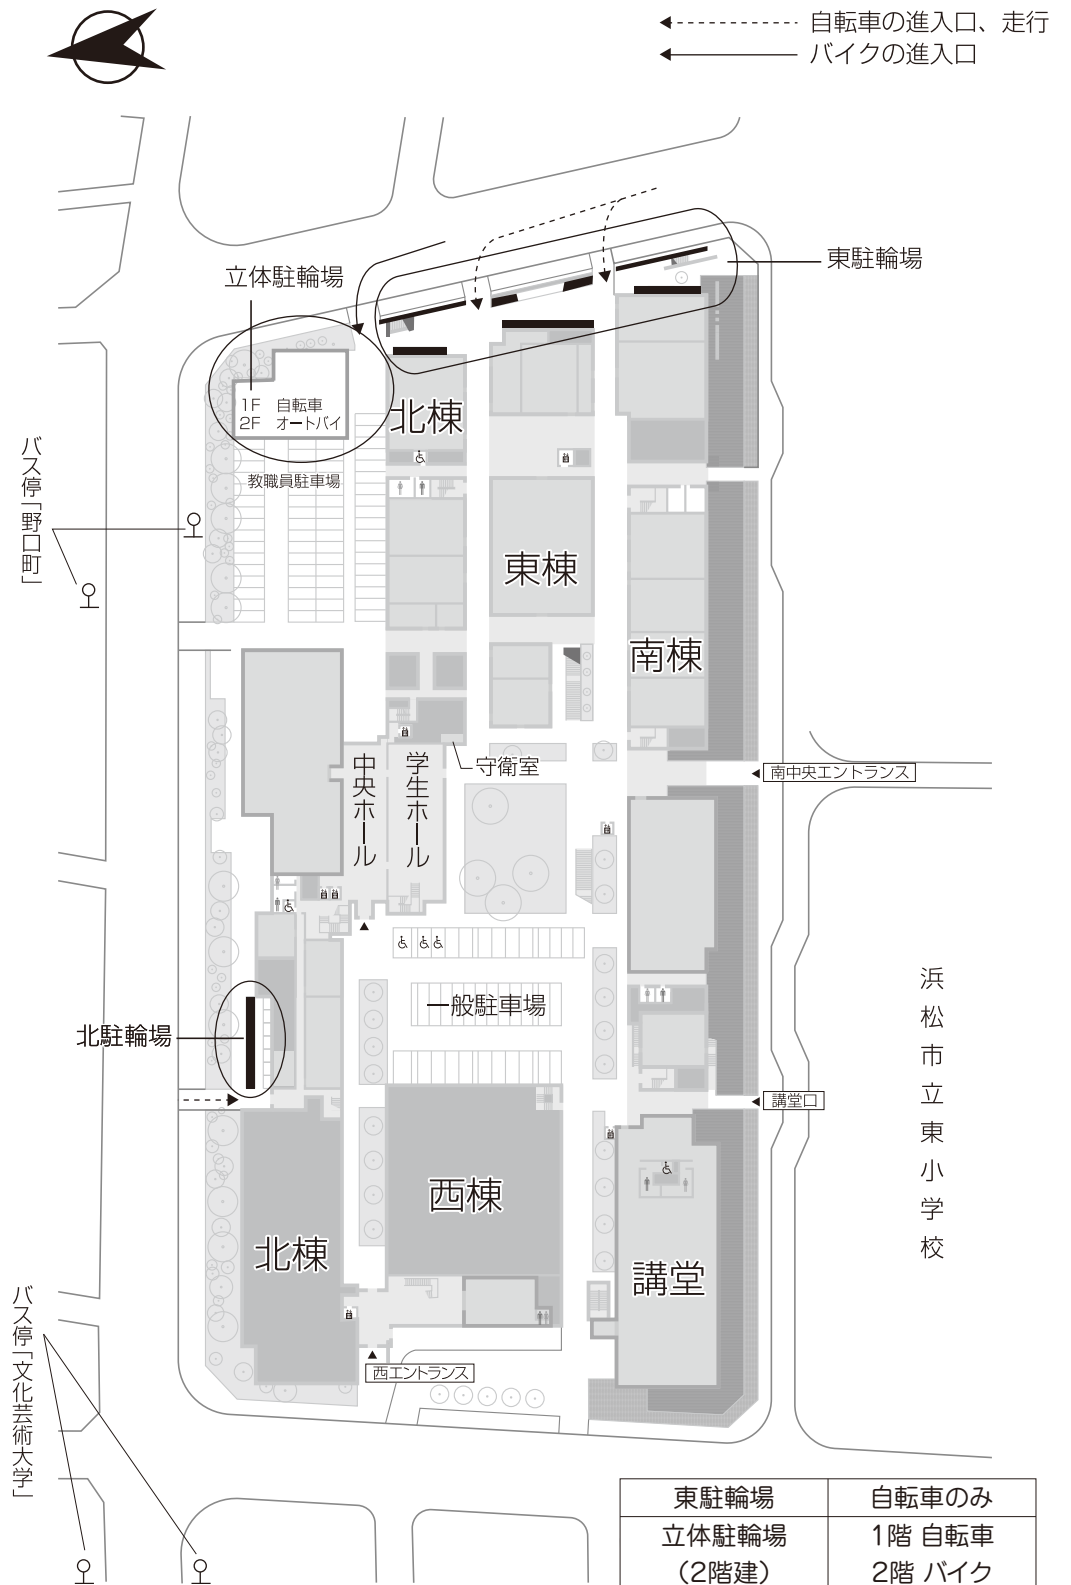 自転車の進入口、走行
バイクの進入口
東駐輪場
立体駐輪場
1F 自転車
2F オートバイ
北棟
教職員駐車場
バス停「野口町」
東棟
南棟
守衛室
中央ホール
学生ホール
南中央エントランス
一般駐車場
北駐輪場
浜松市立東小学校
講堂口
西棟
北棟
講堂
西エントランス
バス停「文化芸術大学」
東駐輪場 自転車のみ
立体駐輪場 1階 自転車
（2階建） 2階 バイク